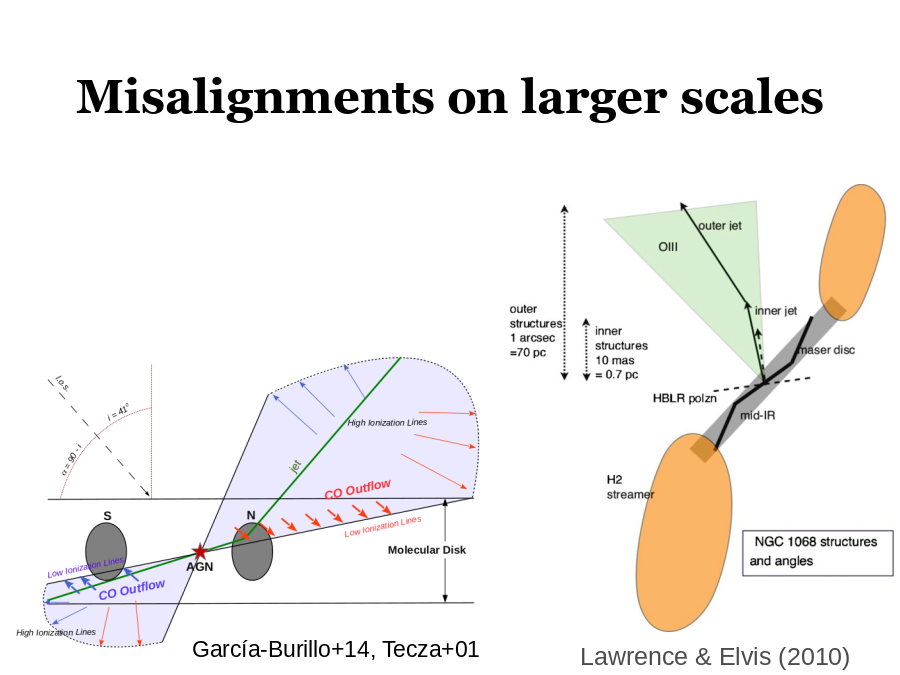 Misalignments on larger scales
l.o.s.
i = 41°
α = 90 - i
S
N
AGN
jet
High Ionization Lines
CO Outflow
Low Ionization Lines
Molecular Disk
Low Ionization Lines
CO Outflow
High Ionization Lines
García-Burillo+14, Tecza+01
outer jet
OIII
outer
structures
1 arcsec
=70 pc
inner
structures
10 mas
= 0.7 pc
inner jet
maser disc
HBLR polzn
mid-IR
H2
streamer
NGC 1068 structures
and angles
Lawrence & Elvis (2010)